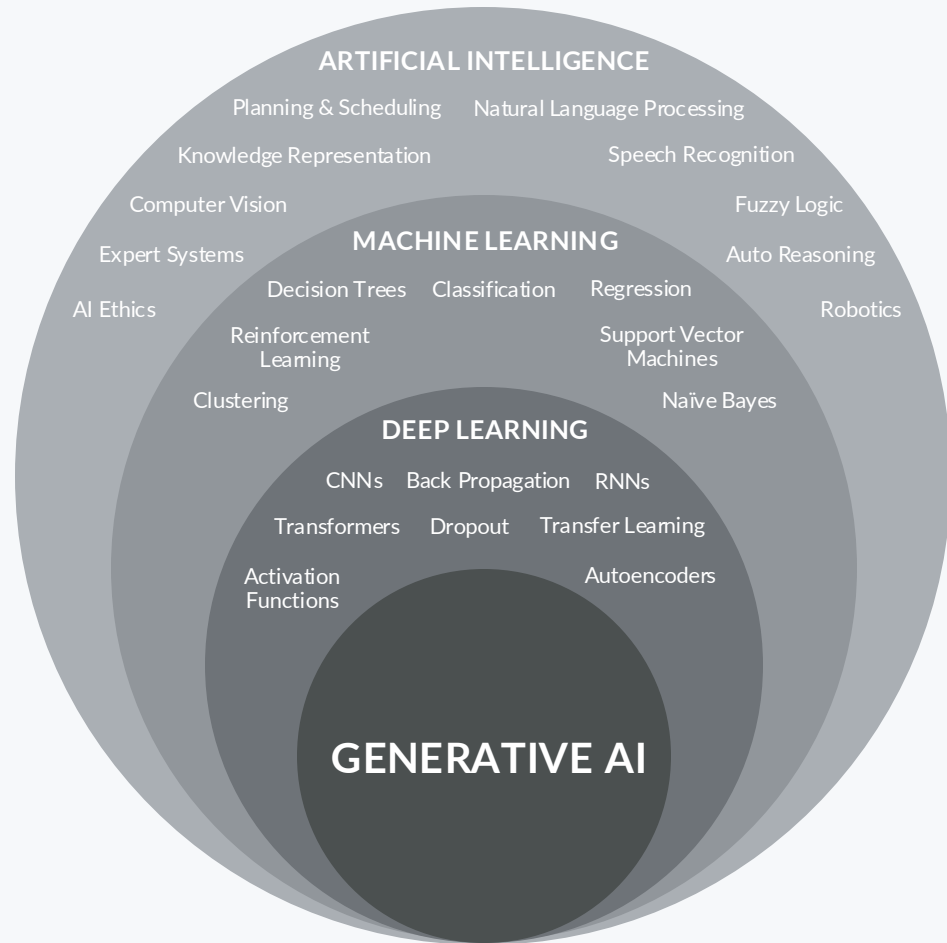 ARTIFICIAL INTELLIGENCE
Planning & Scheduling Natural Language Processing
Knowledge Representation Speech Recognition
Computer Vision Fuzzy Logic
Expert Systems Auto Reasoning
AI Ethics Robotics
MACHINE LEARNING
Decision Trees Classification Regression
Reinforcement
Learning
Support Vector
Machines
Clustering Naïve Bayes
DEEP LEARNING
CNNs Back Propagation RNNs
Transformers Dropout Transfer Learning
Activation
Functions
Autoencoders
GENERATIVE AI